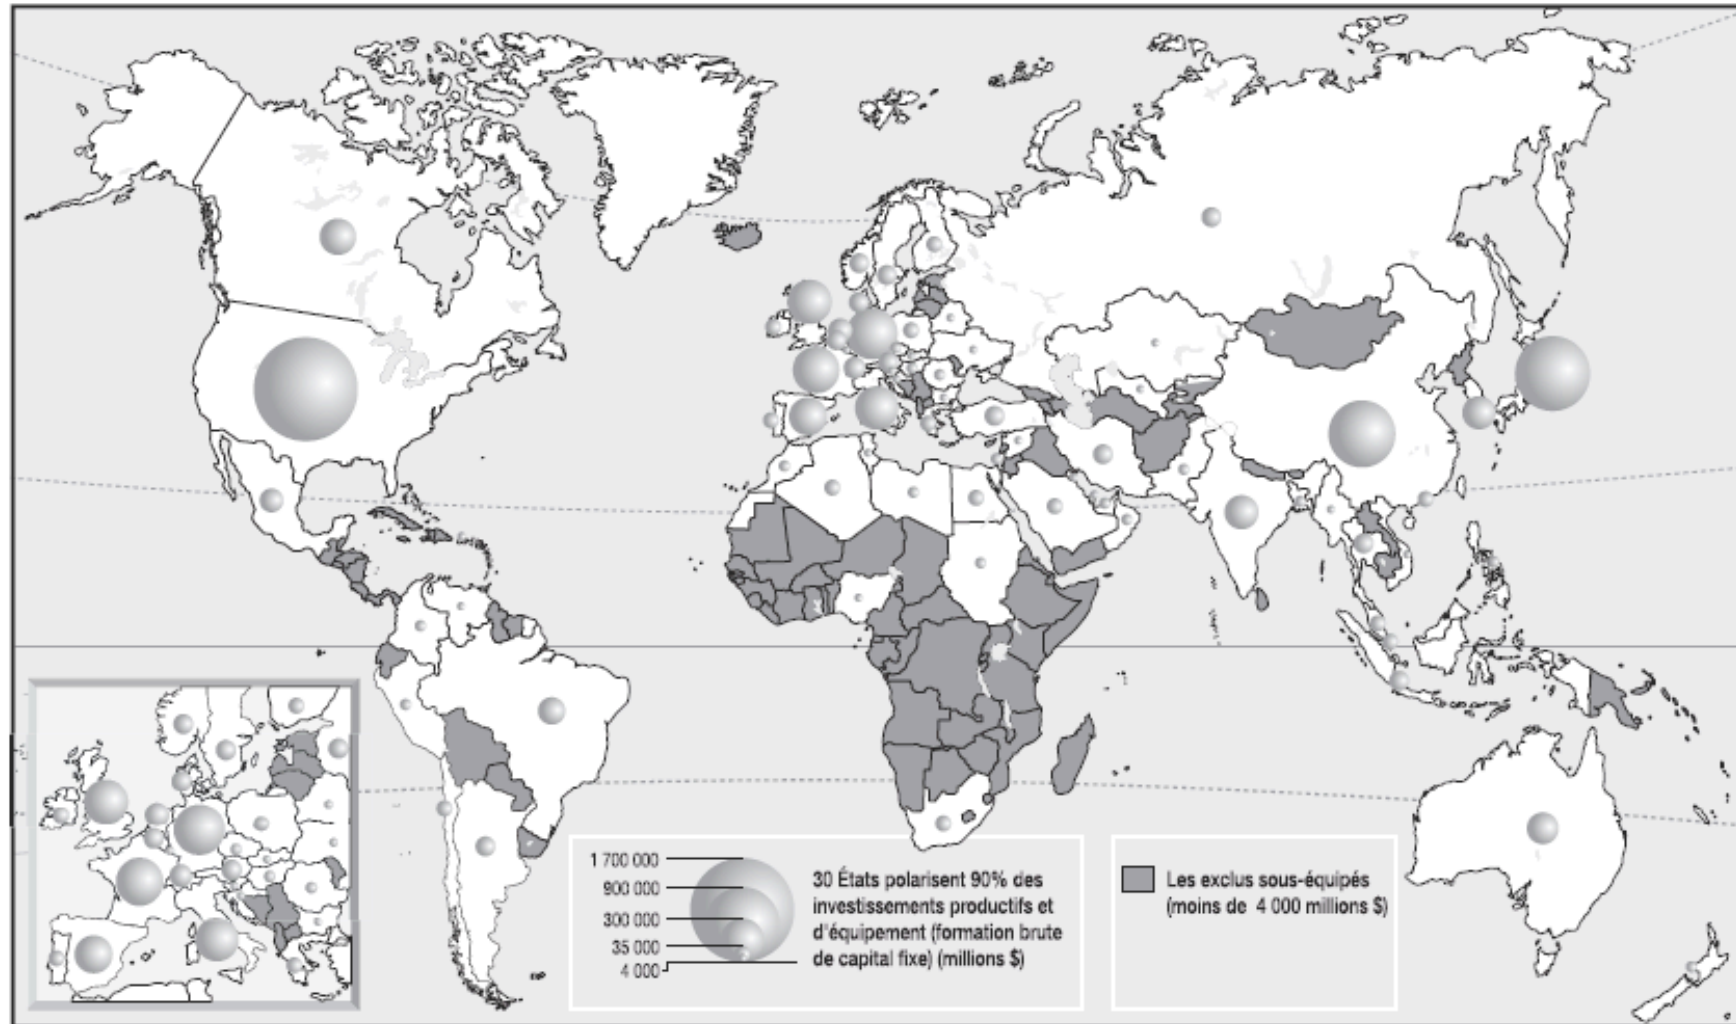 1 700 000
900 000
300 000
35 000
4 000
30 États polarisent 90% des
investissements productifs et
d'équipement (formation brute
de capital fixe) (millions $)
Les exclus sous-équipés
(moins de 4 000 millions $)